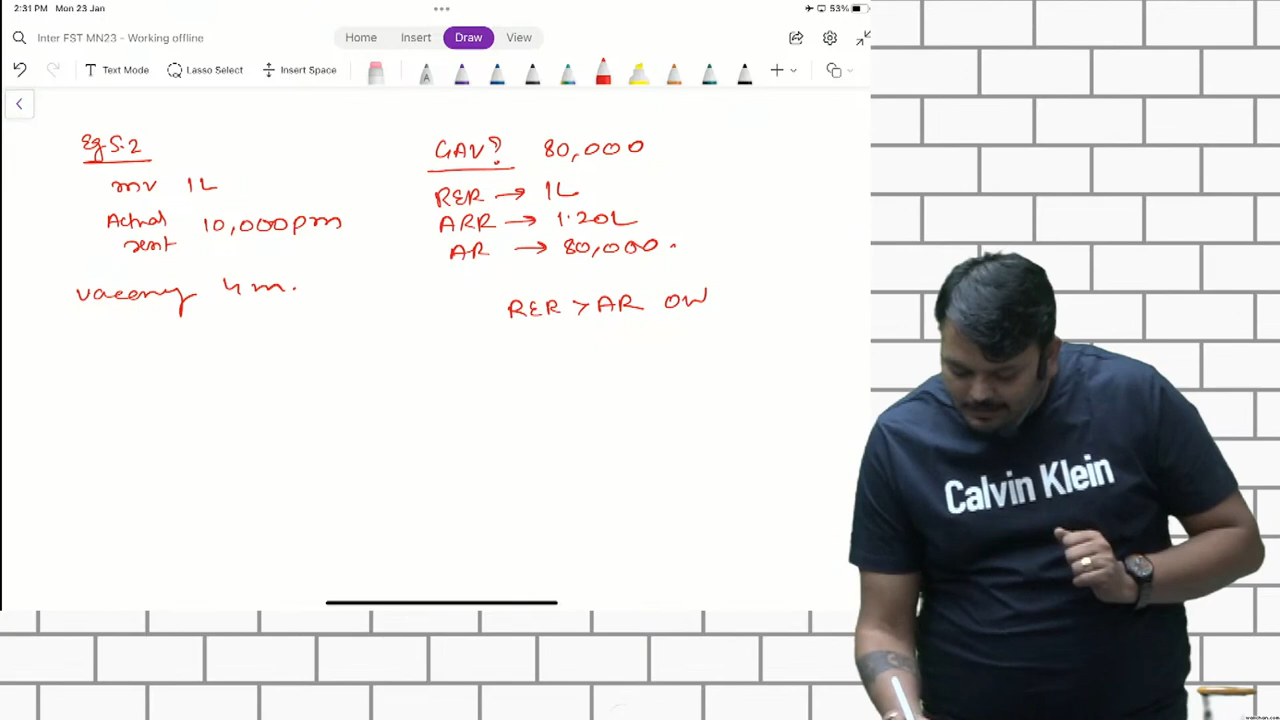 2:31 PM Mon 23 Jan
53%
Inter FST MN23 - Working offline
Home Insert Draw View
Text Mode Lasso Select Insert Space
A
Eg 5.2
mv 1L
Actual rent 10,000pm
vacancy 4m.
GAV? 80,000
RER → 1L
ARR → 1.20L
AR → 80,000.
RER > AR OW
Calvin Klein